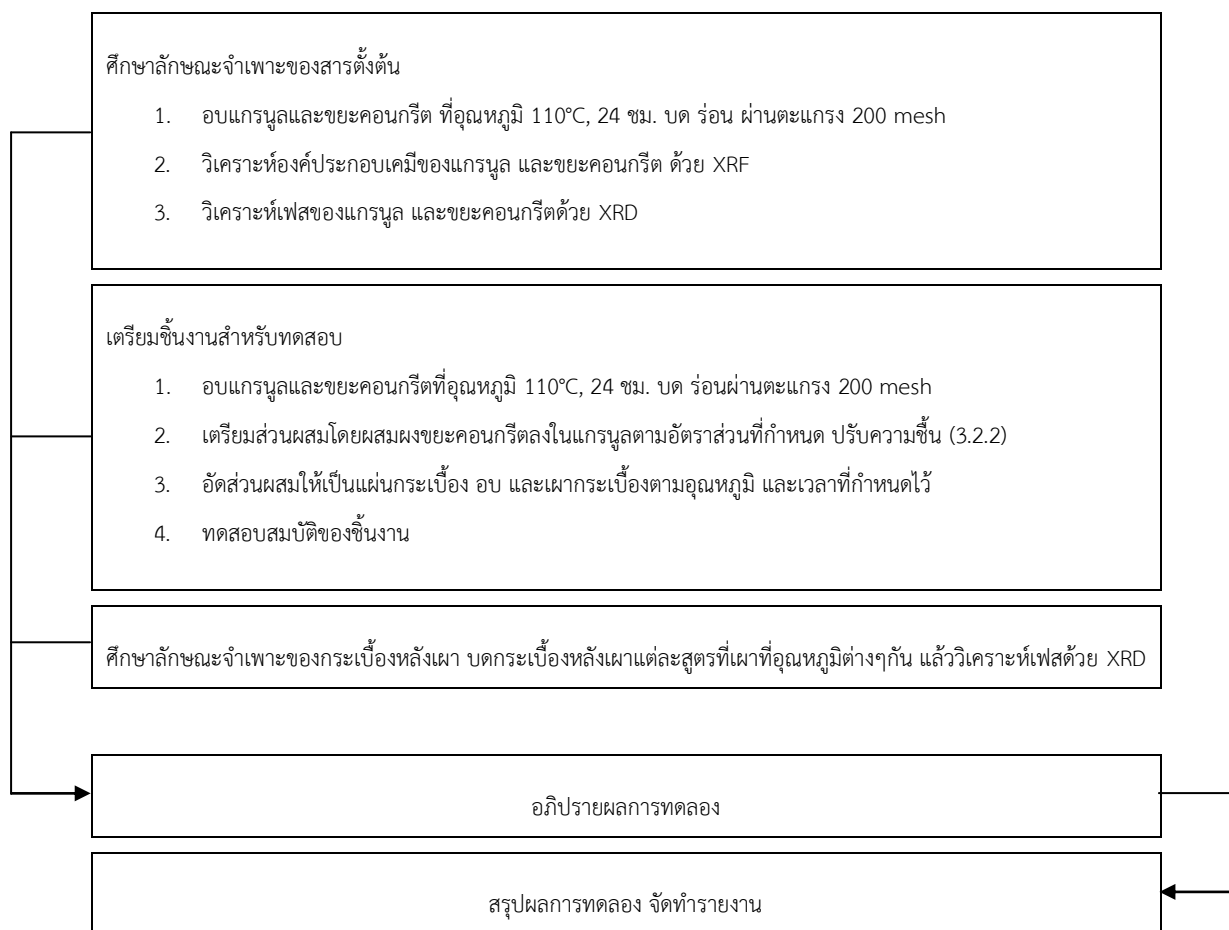 ศึกษาลักษณะจำเพาะของสารตั้งต้น
1. อบแกรนูลและขยะคอนกรีต ที่อุณหภูมิ 110°C, 24 ชม. บด ร่อน ผ่านตะแกรง 200 mesh
2. วิเคราะห์องค์ประกอบเคมีของแกรนูล และขยะคอนกรีต ด้วย XRF
3. วิเคราะห์เฟสของแกรนูล และขยะคอนกรีตด้วย XRD
เตรียมชิ้นงานสำหรับทดสอบ
1. อบแกรนูลและขยะคอนกรีตที่อุณหภูมิ 110°C, 24 ชม. บด ร่อนผ่านตะแกรง 200 mesh
2. เตรียมส่วนผสมโดยผสมผงขยะคอนกรีตลงในแกรนูลตามอัตราส่วนที่กำหนด ปรับความชื้น (3.2.2)
3. อัดส่วนผสมให้เป็นแผ่นกระเบื้อง อบ และเผากระเบื้องตามอุณหภูมิ และเวลาที่กำหนดไว้
4. ทดสอบสมบัติของชิ้นงาน
ศึกษาลักษณะจำเพาะของกระเบื้องหลังเผา บดกระเบื้องหลังเผาแต่ละสูตรที่เผาที่อุณหภูมิต่างๆกัน แล้ววิเคราะห์เฟสด้วย XRD
อภิปรายผลการทดลอง
สรุปผลการทดลอง จัดทำรายงาน